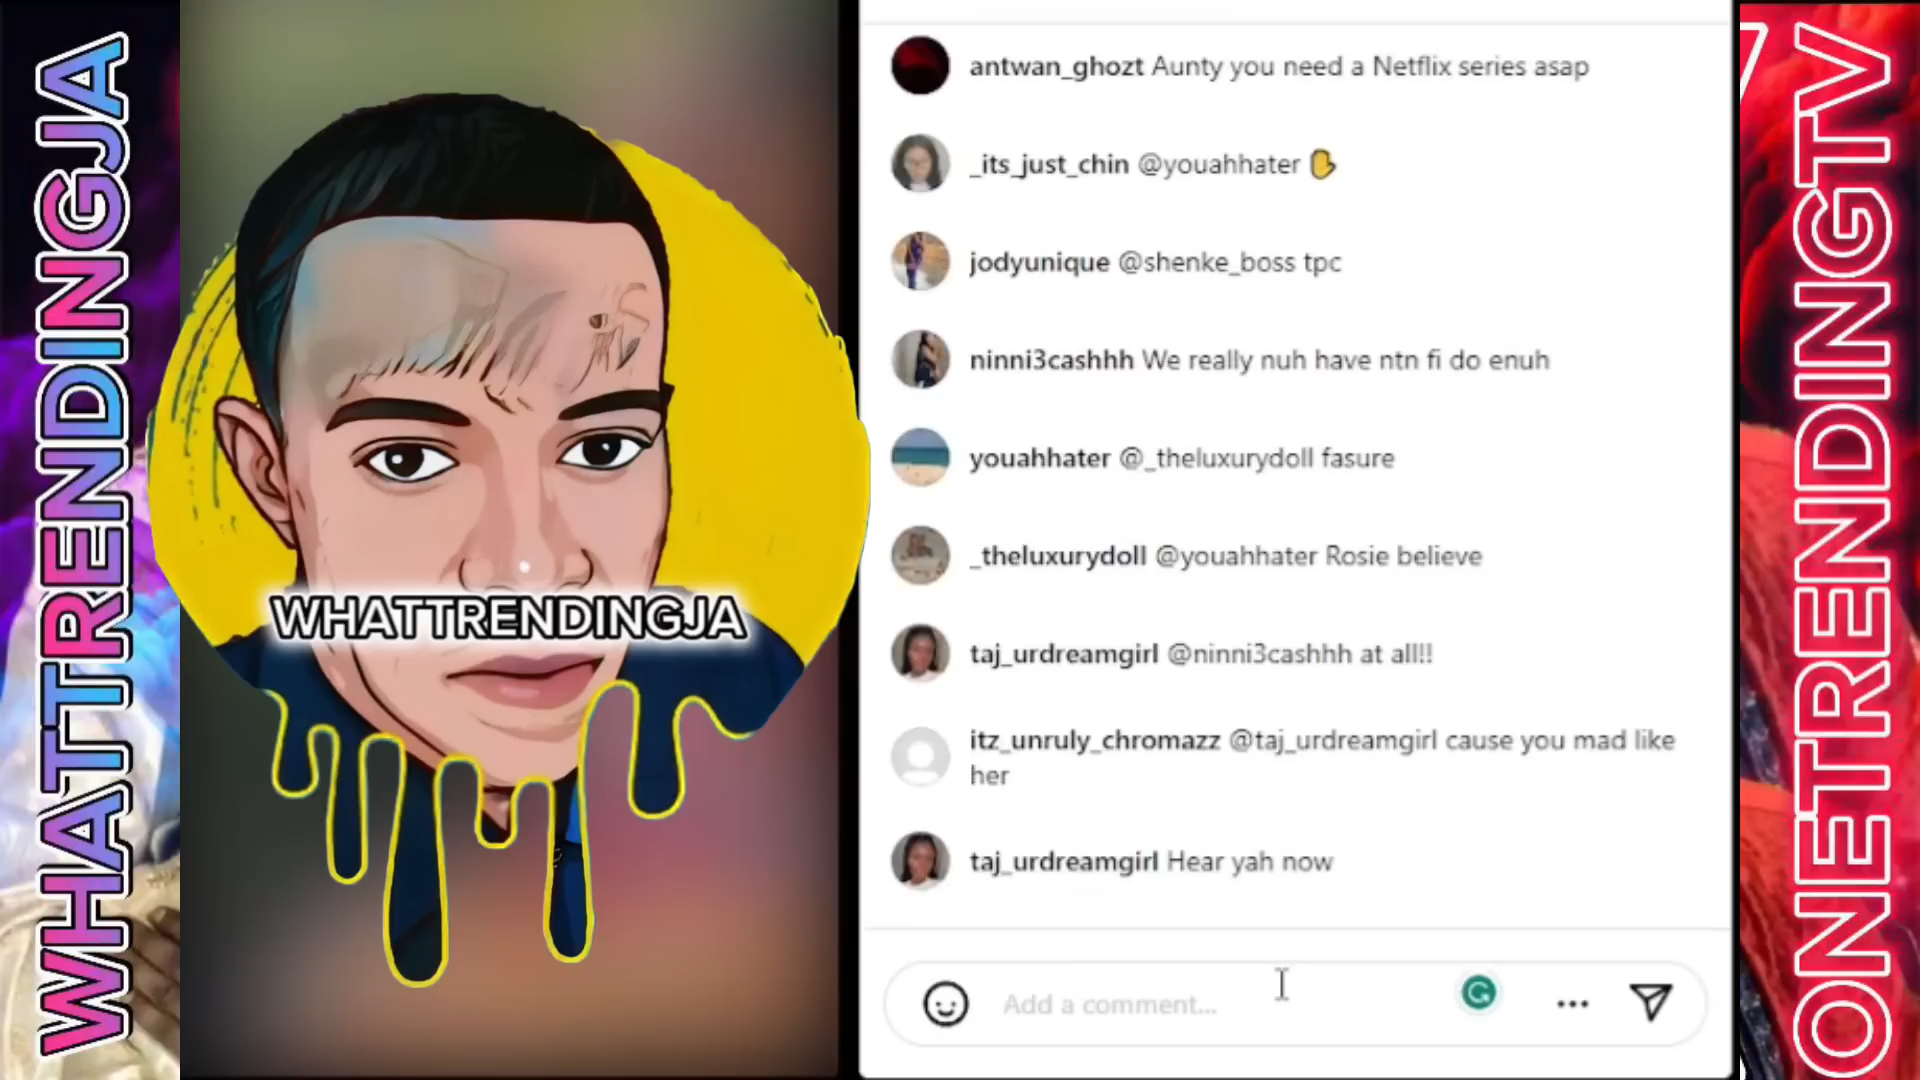 WHATTRENDINGJA
WHATTRENDINGJA
antwan_ghozt Aunty you need a Netflix series asap
_its_just_chin @youahhater
jodyunique @shenke_boss tpc
ninni3cashhh We really nuh have ntn fi do enuh
youahhater @_theluxurydoll fasure
_theluxurydoll @youahhater Rosie believe
taj_urdreamgirl @ninni3cashhh at all!!
itz_unruly_chromazz @taj_urdreamgirl cause you mad like
her
taj_urdreamgirl Hear yah now
Add a comment...
ONETRENDINGTV